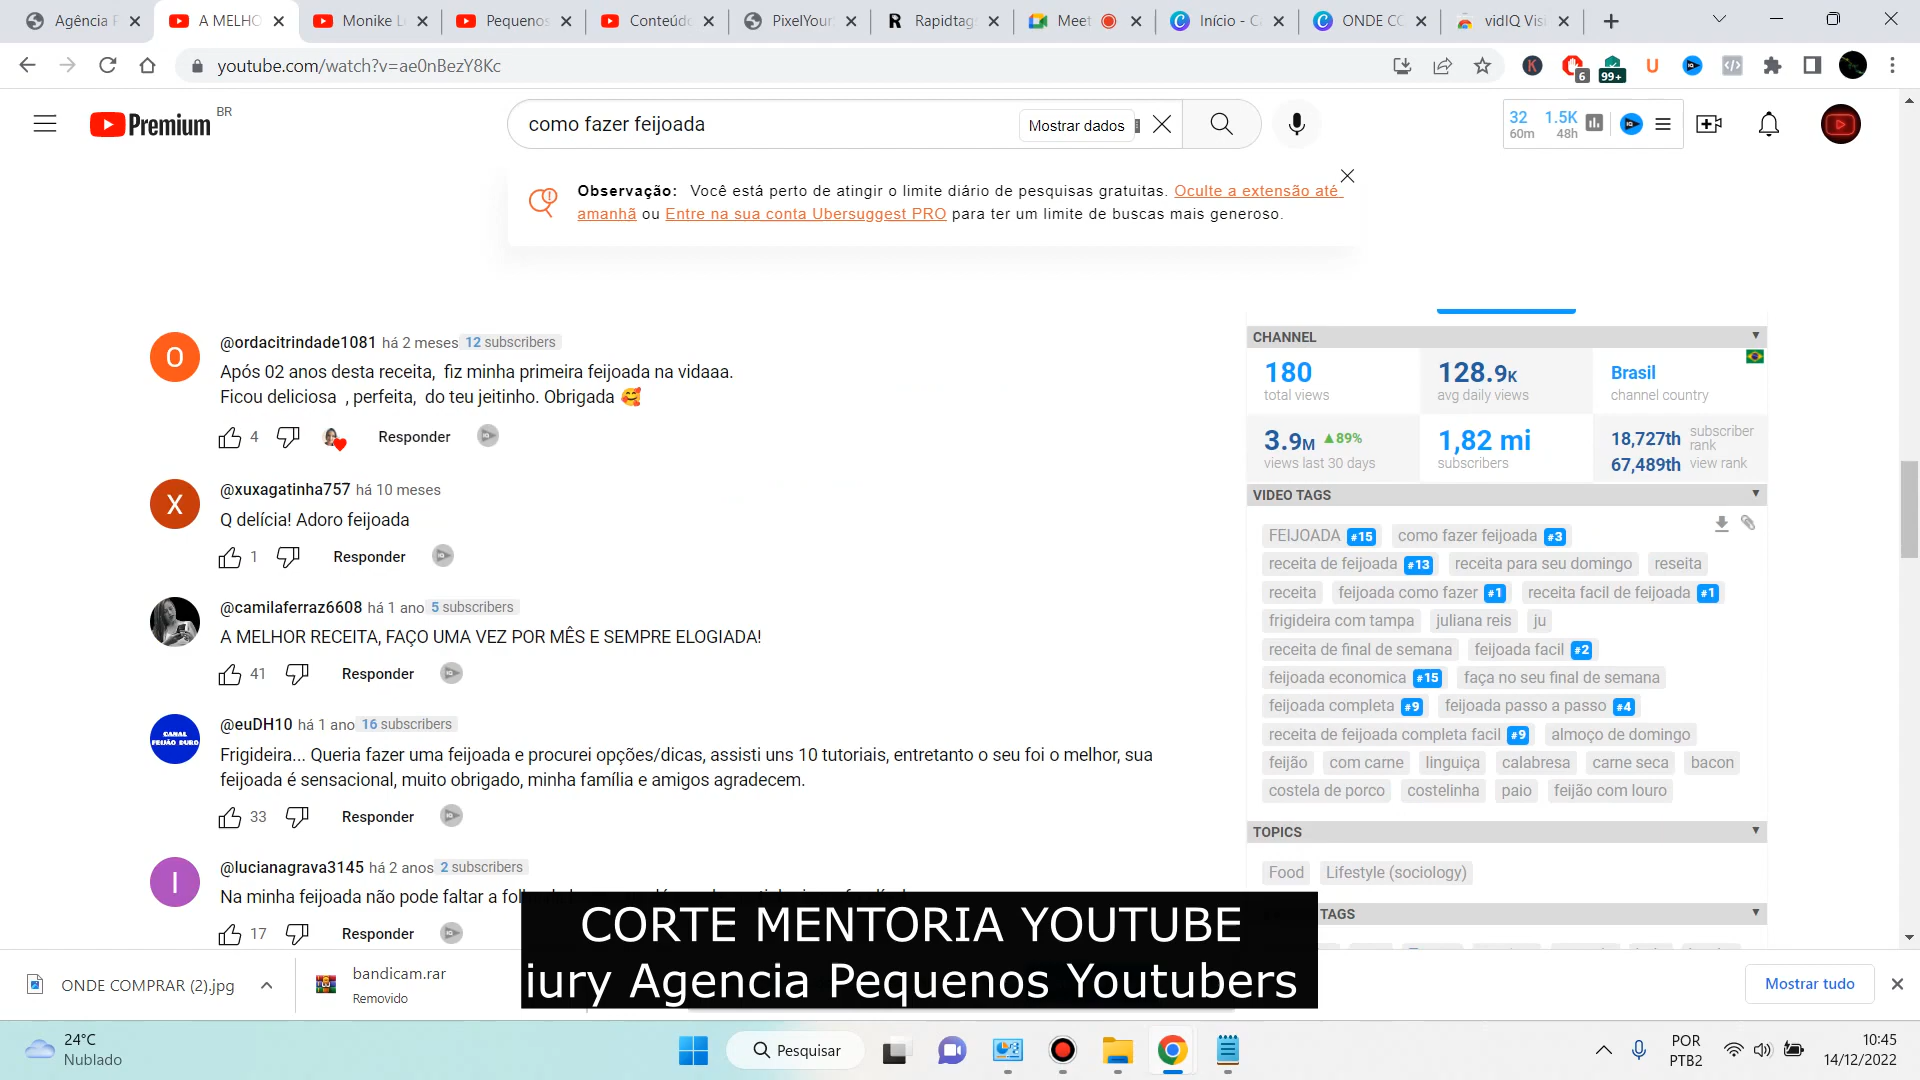 Agência P
A MELHO
Monike L
Pequenos
Conteúdo
PixelYour
R Rapidtag
Meet
Início - C
ONDE CO
vidIQ Visi
youtube.com/watch?v=ae0nBezY8Kc
6
99+
Premium BR
como fazer feijoada
Mostrar dados
32 60m
1.5K 48h
Observação: Você está perto de atingir o limite diário de pesquisas gratuitas. Oculte a extensão até
amanhã ou Entre na sua conta Ubersuggest PRO para ter um limite de buscas mais generoso.
O
@ordacitrindade1081 há 2 meses 12 subscribers
Após 02 anos desta receita, fiz minha primeira feijoada na vidaaa.
Ficou deliciosa , perfeita, do teu jeitinho. Obrigada 🥰
4 Responder
X
@xuxagatinha757 há 10 meses
Q delícia! Adoro feijoada
1 Responder
@camilaferraz6608 há 1 ano 5 subscribers
A MELHOR RECEITA, FAÇO UMA VEZ POR MÊS E SEMPRE ELOGIADA!
41 Responder
CANAL
FEIJÃO DURO
@euDH10 há 1 ano 16 subscribers
Frigideira... Queria fazer uma feijoada e procurei opções/dicas, assisti uns 10 tutoriais, entretanto o seu foi o melhor, sua
feijoada é sensacional, muito obrigado, minha família e amigos agradecem.
33 Responder
l
@lucianagrava3145 há 2 anos 2 subscribers
Na minha feijoada não pode faltar a
17 Responder
CHANNEL
180 total views
128.9K avg daily views
Brasil channel country
3.9M ▲89% views last 30 days
1,82 mi subscribers
18,727th subscriber rank
67,489th view rank
VIDEO TAGS
FEIJOADA #15 como fazer feijoada #3
receita de feijoada #13 receita para seu domingo reseita
receita feijoada como fazer #1 receita facil de feijoada #1
frigideira com tampa juliana reis ju
receita de final de semana feijoada facil #2
feijoada economica #15 faça no seu final de semana
feijoada completa #9 feijoada passo a passo #4
receita de feijoada completa facil #9 almoço de domingo
feijão com carne linguiça calabresa carne seca bacon
costela de porco costelinha paio feijão com louro
TOPICS
Food Lifestyle (sociology)
TAGS
CORTE MENTORIA YOUTUBE
iury Agencia Pequenos Youtubers
ONDE COMPRAR (2).jpg
bandicam.rar
Removido
Mostrar tudo
24°C
Nublado
Pesquisar
POR
PTB2
10:45
14/12/2022